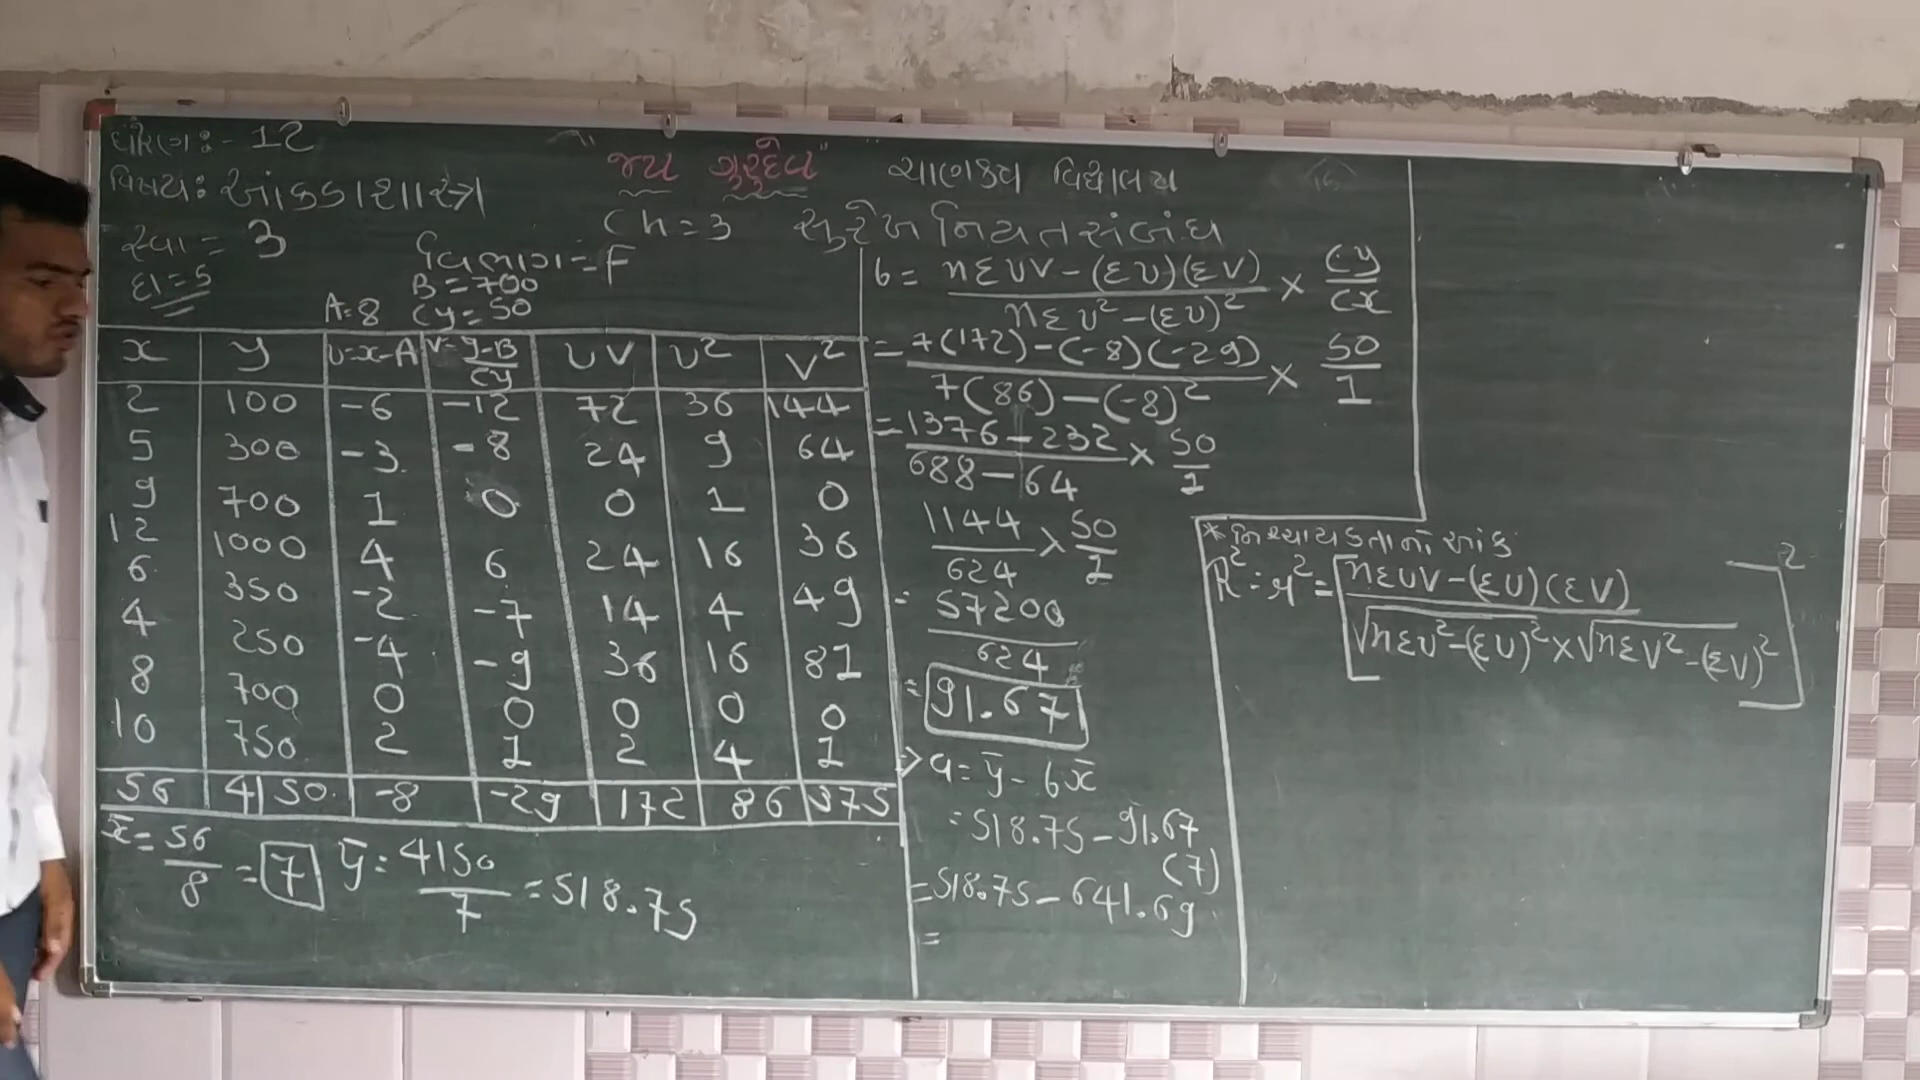 ધોરણ:- 12
વિષય: આંકડાશાસ્ત્ર
"જય ગુરુદેવ" ચાણક્ય વિદ્યાલય
સ્વા = 3
Ch = 3 સુરેખ નિયતસંબંધ
દા = 5
વિભાગ = F
A=8
B = 700
Cy = 50
x y u=x-A v=y-B/Cy uv u² v²
2 100 -6 -12 72 36 144
5 300 -3 -8 24 9 64
9 700 1 0 0 1 0
12 1000 4 6 24 16 36
6 350 -2 -7 14 4 49
4 250 -4 -9 36 16 81
8 700 0 0 0 0 0
10 750 2 1 2 4 1
56 4150 -8 -29 172 86 375
x̄ = 56/8 = 7 ȳ = 4150/7 = 518.75
b = nΣuv - (Σu)(Σv) / nΣu² - (Σu)² × Cy/Cx
= 7(172) - (-8)(-29) / 7(86) - (-8)² × 50/1
= 1376 - 232 / 688 - 64 × 50/1
1144/624 × 50/1
= 57200/624
= 91.67
⇒ a = ȳ - bx̄
= 518.75 - 91.67
(7)
= 518.75 - 641.69
=
* નિશ્ચાયકતાનો આંક
R² = r² = [nΣuv - (Σu)(Σv) / √nΣu² - (Σu)² × √nΣv² - (Σv)²]²